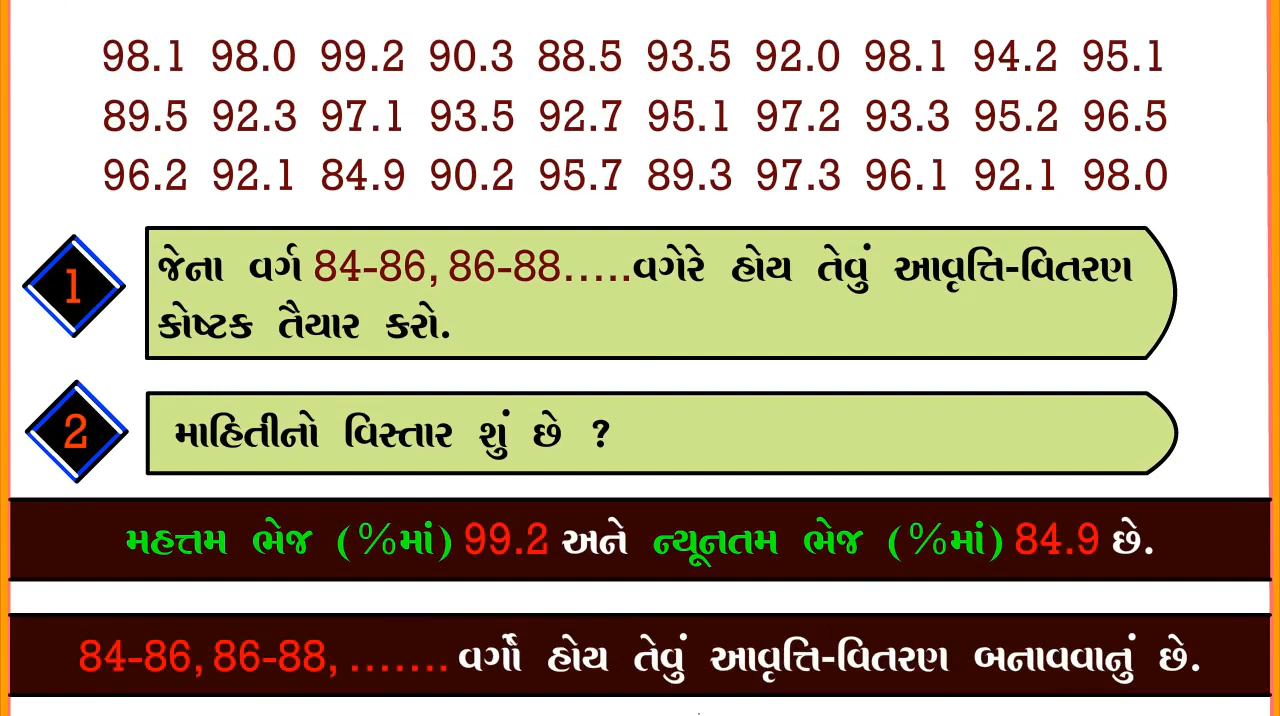 98.1 98.0 99.2 90.3 88.5 93.5 92.0 98.1 94.2 95.1
89.5 92.3 97.1 93.5 92.7 95.1 97.2 93.3 95.2 96.5
96.2 92.1 84.9 90.2 95.7 89.3 97.3 96.1 92.1 98.0
1 જેના વર્ગ 84-86, 86-88.....વગેરે હોય તેવું આવૃત્તિ-વિતરણ
કોષ્ટક તૈયાર કરો.
2 માહિતીનો વિસ્તાર શું છે ?
મહત્તમ ભેજ (%માં) 99.2 અને ન્યૂનતમ ભેજ (%માં) 84.9 છે.
84-86, 86-88, ....... વર્ગો હોય તેવું આવૃત્તિ-વિતરણ બનાવવાનું છે.